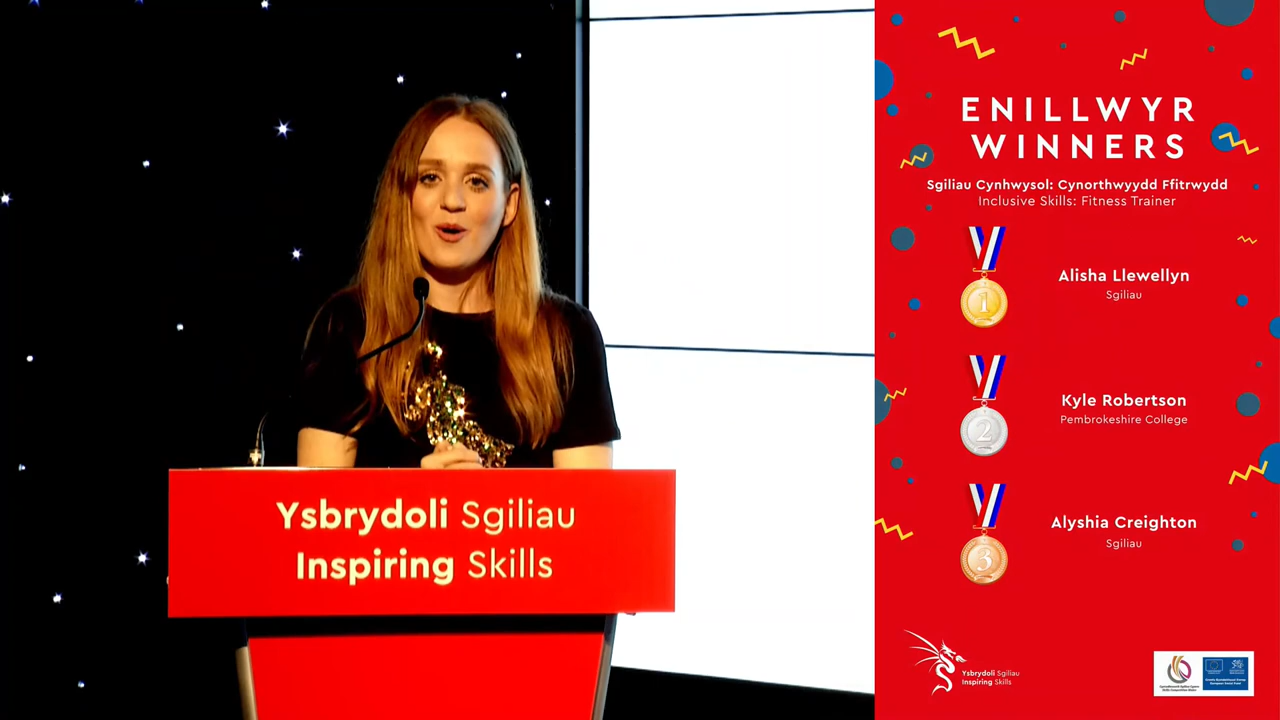 Ysbrydoli Sgiliau
Inspiring Skills
ENILLWYR
WINNERS
Sgiliau Cynhwysol: Cynorthwyydd Ffitrwydd
Inclusive Skills: Fitness Trainer
1
Alisha Llewellyn
Sgiliau
2
Kyle Robertson
Pembrokeshire College
3
Alyshia Creighton
Sgiliau
Ysbrydoli Sgiliau
Inspiring Skills